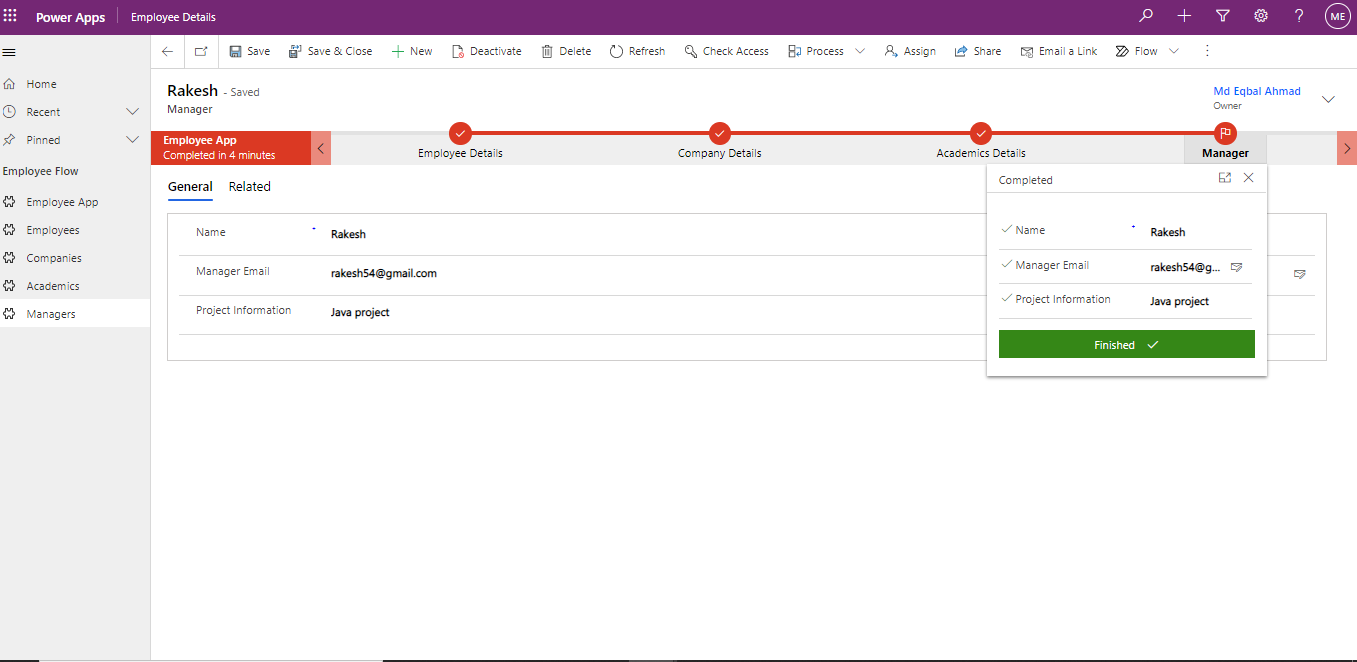 Power Apps Employee Details ? ME
Save Save & Close New Deactivate Delete Refresh Check Access Process Assign Share Email a Link Flow
Home
Recent
Pinned
Employee Flow
Employee App
Employees
Companies
Academics
Managers
Rakesh - Saved
Manager
Md Eqbal Ahmad
Owner
Employee App
Completed in 4 minutes
Employee Details Company Details Academics Details Manager
General Related
Name * Rakesh
Manager Email rakesh54@gmail.com
Project Information Java project
Completed
Name * Rakesh
Manager Email rakesh54@g...
Project Information Java project
Finished